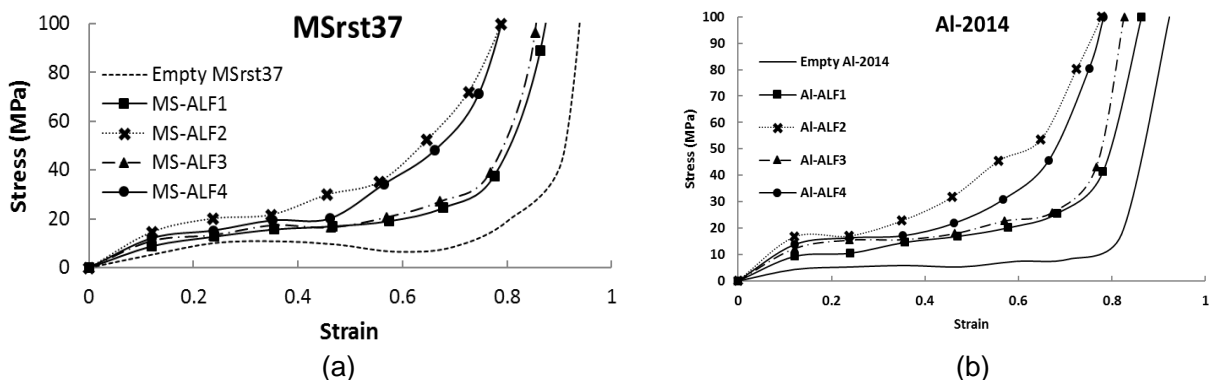 MSrst37
Stress (MPa)
100
80
60
40
20
0
Empty MSrst37
MS-ALF1
MS-ALF2
MS-ALF3
MS-ALF4
0 0.2 0.4 0.6 0.8 1
Strain
(a)
Al-2014
Stress (MPa)
100
90
80
70
60
50
40
30
20
10
0
Empty Al-2014
Al-ALF1
Al-ALF2
Al-ALF3
Al-ALF4
0 0.2 0.4 0.6 0.8 1
Strain
(b)